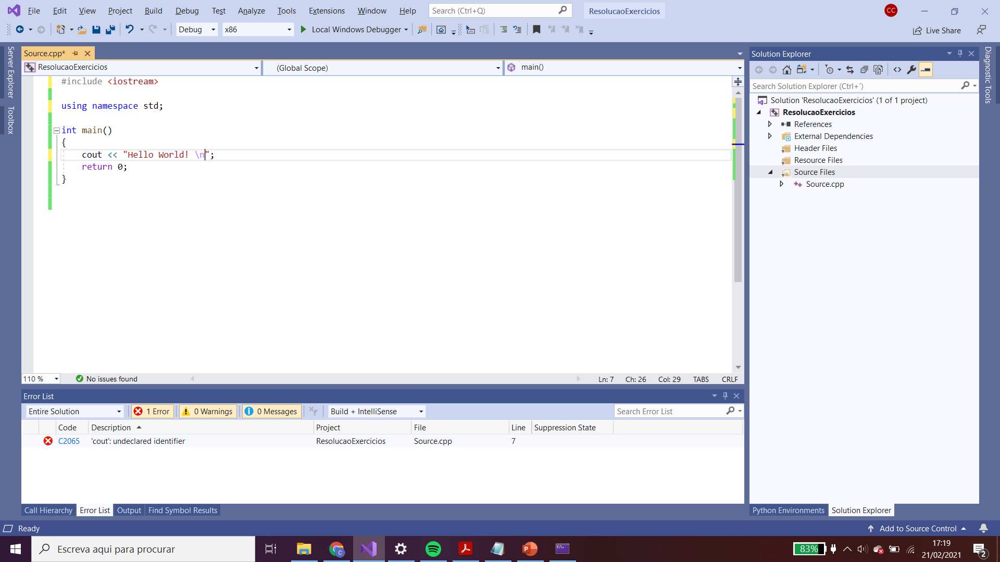 File Edit View Project Build Debug Test Analyze Tools Extensions Window Help Search (Ctrl+Q) ResolucaoExercicios CC
Debug x86 Local Windows Debugger Live Share
Server Explorer
Toolbox
Source.cpp*
ResolucaoExercicios (Global Scope) main()
#include <iostream>
using namespace std;
int main()
{
cout << "Hello World! \n";
return 0;
}
110 % No issues found Ln: 7 Ch: 26 Col: 29 TABS CRLF
Error List
Entire Solution 1 Error 0 Warnings 0 Messages Build + IntelliSense Search Error List
Code Description Project File Line Suppression State
C2065 'cout': undeclared identifier ResolucaoExercicios Source.cpp 7
Call Hierarchy Error List Output Find Symbol Results
Solution Explorer
Search Solution Explorer (Ctrl+´)
Solution 'ResolucaoExercicios' (1 of 1 project)
ResolucaoExercicios
References
External Dependencies
Header Files
Resource Files
Source Files
Source.cpp
Python Environments Solution Explorer
Diagnostic Tools
Ready Add to Source Control
Escreva aqui para procurar
83%
17:19
21/02/2021
2